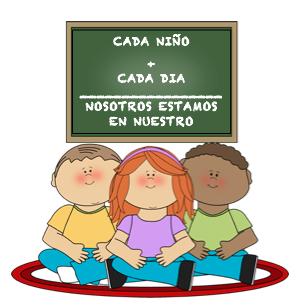 CADA NIÑO
+
CADA DIA
NOSOTROS ESTAMOS
EN NUESTRO